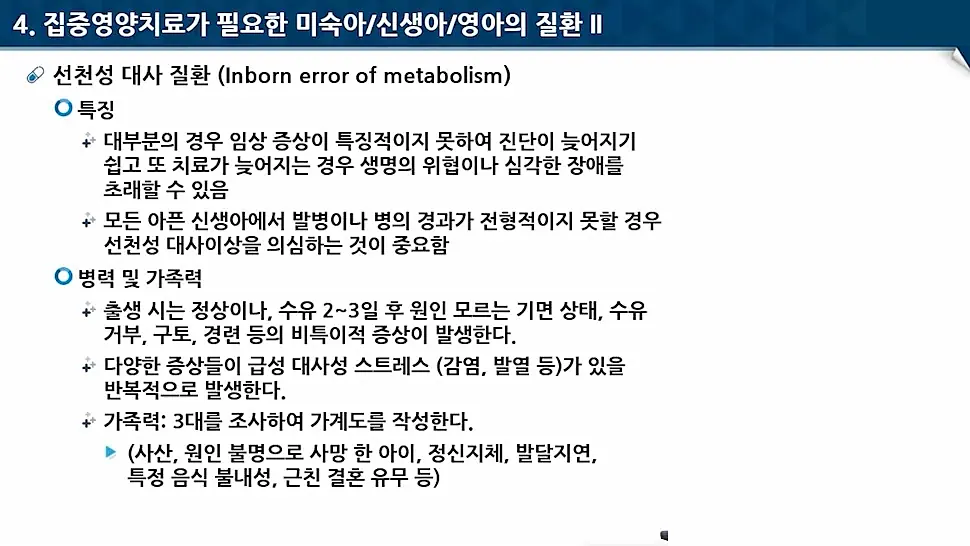 4. 집중영양치료가 필요한 미숙아/신생아/영아의 질환 II
선천성 대사 질환 (Inborn error of metabolism)
특징
대부분의 경우 임상 증상이 특징적이지 못하여 진단이 늦어지기
쉽고 또 치료가 늦어지는 경우 생명의 위협이나 심각한 장애를
초래할 수 있음
모든 아픈 신생아에서 발병이나 병의 경과가 전형적이지 못할 경우
선천성 대사이상을 의심하는 것이 중요함
병력 및 가족력
출생 시는 정상이나, 수유 2~3일 후 원인 모르는 기면 상태, 수유
거부, 구토, 경련 등의 비특이적 증상이 발생한다.
다양한 증상들이 급성 대사성 스트레스 (감염, 발열 등)가 있을
반복적으로 발생한다.
가족력: 3대를 조사하여 가계도를 작성한다.
(사산, 원인 불명으로 사망 한 아이, 정신지체, 발달지연,
특정 음식 불내성, 근친 결혼 유무 등)